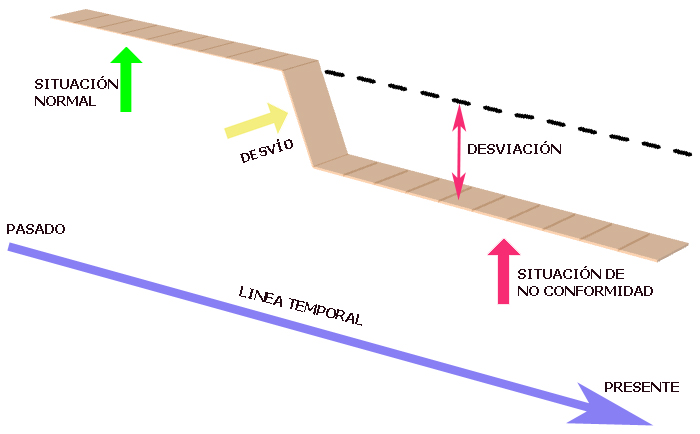 SITUACIÓN
NORMAL
DESVÍO
DESVIACIÓN
PASADO
SITUACIÓN DE
NO CONFORMIDAD
LINEA TEMPORAL
PRESENTE